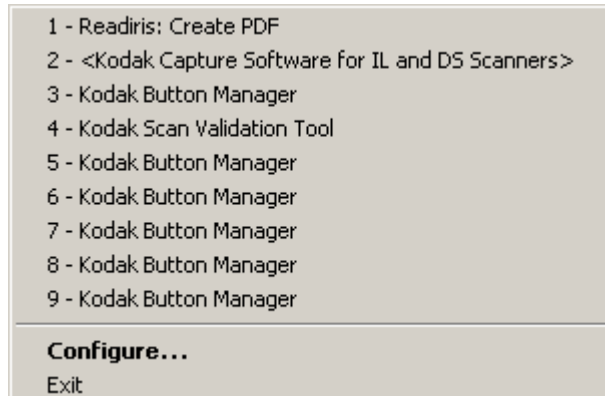 1 - Readiris: Create PDF
2 - <Kodak Capture Software for IL and DS Scanners>
3 - Kodak Button Manager
4 - Kodak Scan Validation Tool
5 - Kodak Button Manager
6 - Kodak Button Manager
7 - Kodak Button Manager
8 - Kodak Button Manager
9 - Kodak Button Manager
Configure...
Exit